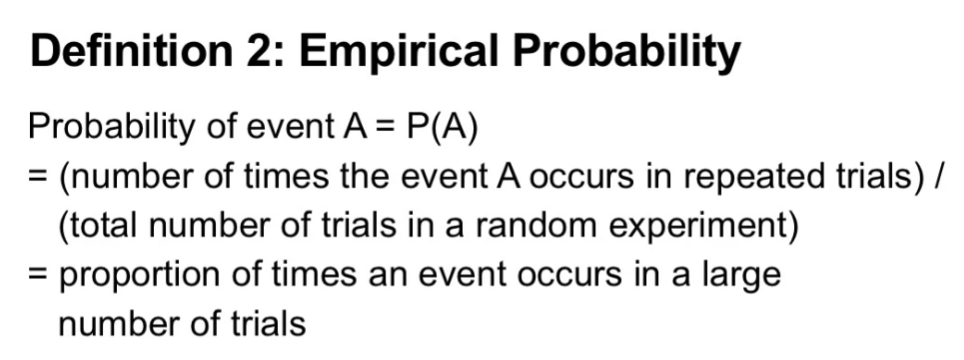 Definition 2: Empirical Probability
Probability of event A = P(A)
= (number of times the event A occurs in repeated trials) /
(total number of trials in a random experiment)
= proportion of times an event occurs in a large
number of trials